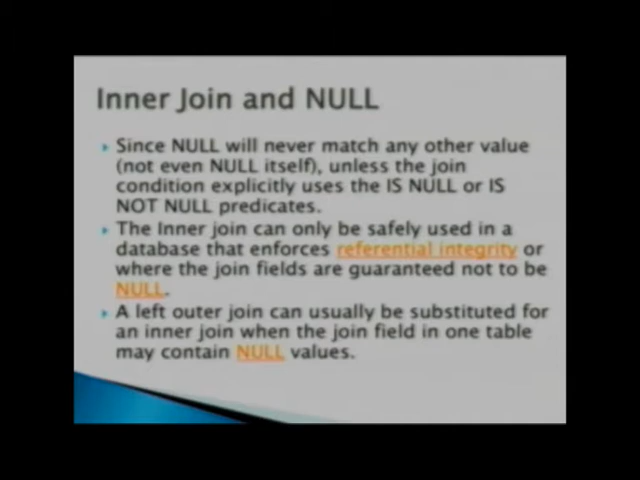 Inner Join and NULL
Since NULL will never match any other value
(not even NULL itself), unless the join
condition explicitly uses the IS NULL or IS
NOT NULL predicates.
The Inner join can only be safely used in a
database that enforces referential integrity or
where the join fields are guaranteed not to be
NULL.
A left outer join can usually be substituted for
an inner join when the join field in one table
may contain NULL values.